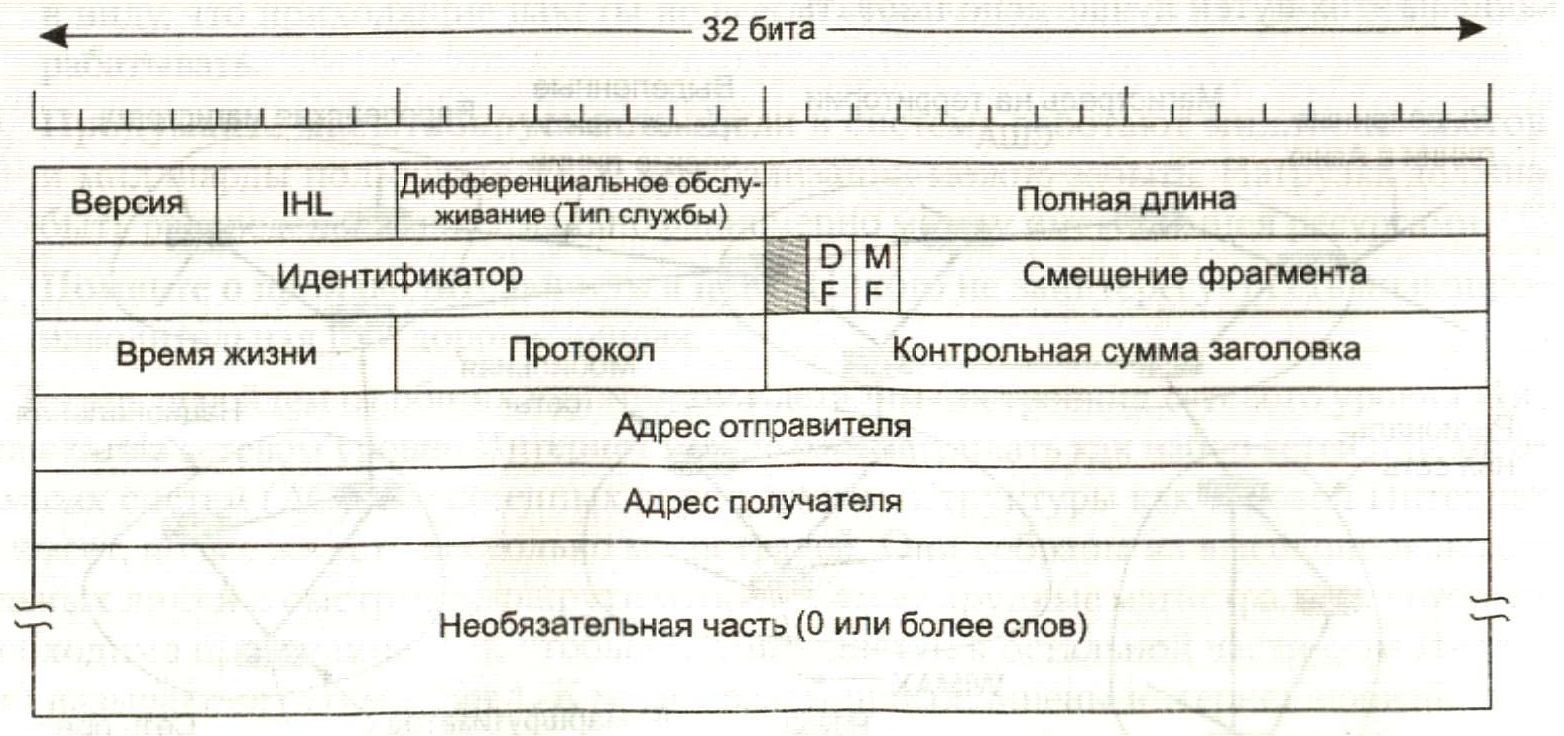 32 бита
Версия
IHL
Дифференциальное обслу-
живание (Тип службы)
Полная длина
Идентификатор
D
F
M
F
Смещение фрагмента
Время жизни
Протокол
Контрольная сумма заголовка
Адрес отправителя
Адрес получателя
Необязательная часть (0 или более слов)